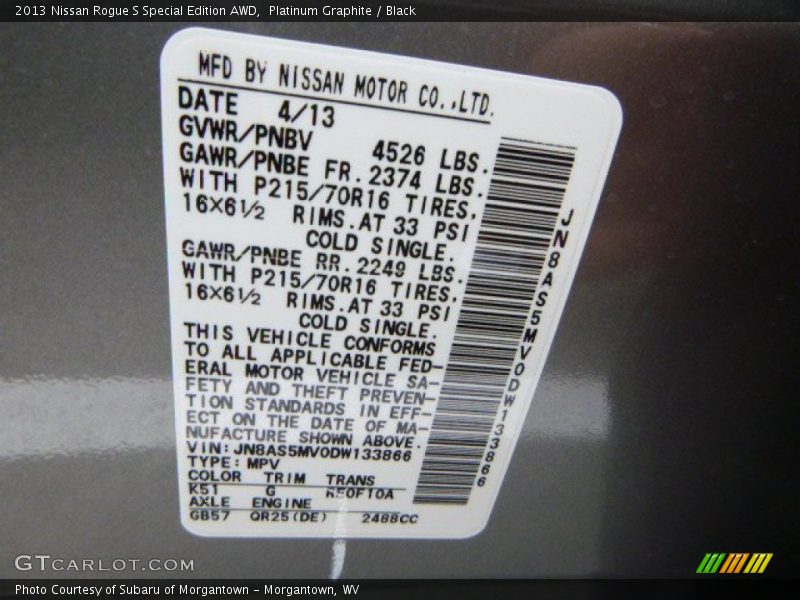 2013 Nissan Rogue S Special Edition AWD,  Platinum Graphite / Black
MFD BY NISSAN MOTOR CO.,LTD.
DATE 4/13
GVWR/PNBV 4526 LBS.
GAWR/PNBE FR. 2374 LBS.
WITH P215/70R16 TIRES,
16X6½ RIMS.AT 33 PSI
COLD SINGLE.
GAWR/PNBE RR. 2249 LBS.
WITH P215/70R16 TIRES.
16X6½ RIMS.AT 33 PSI
COLD SINGLE.
THIS VEHICLE CONFORMS
TO ALL APPLICABLE FED-
ERAL MOTOR VEHICLE SA-
FETY AND THEFT PREVEN-
TION STANDARDS IN EFF-
ECT ON THE DATE OF MA-
NUFACTURE SHOWN ABOVE.
VIN:JN8AS5MV0DW133866
TYPE:MPV
COLOR TRIM TRANS
K51 G RE0F10A
AXLE ENGINE
GB57 QR25(DE) 2488CC
JN8AS5MV0DW133866
GTCARLOT.COM
Photo Courtesy of Subaru of Morgantown - Morgantown, WV